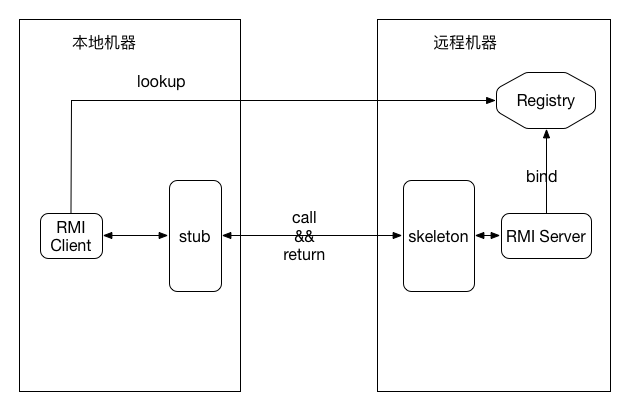 本地机器
远程机器
lookup
Registry
bind
RMI
Client
stub
call
&&
return
skeleton
RMI Server